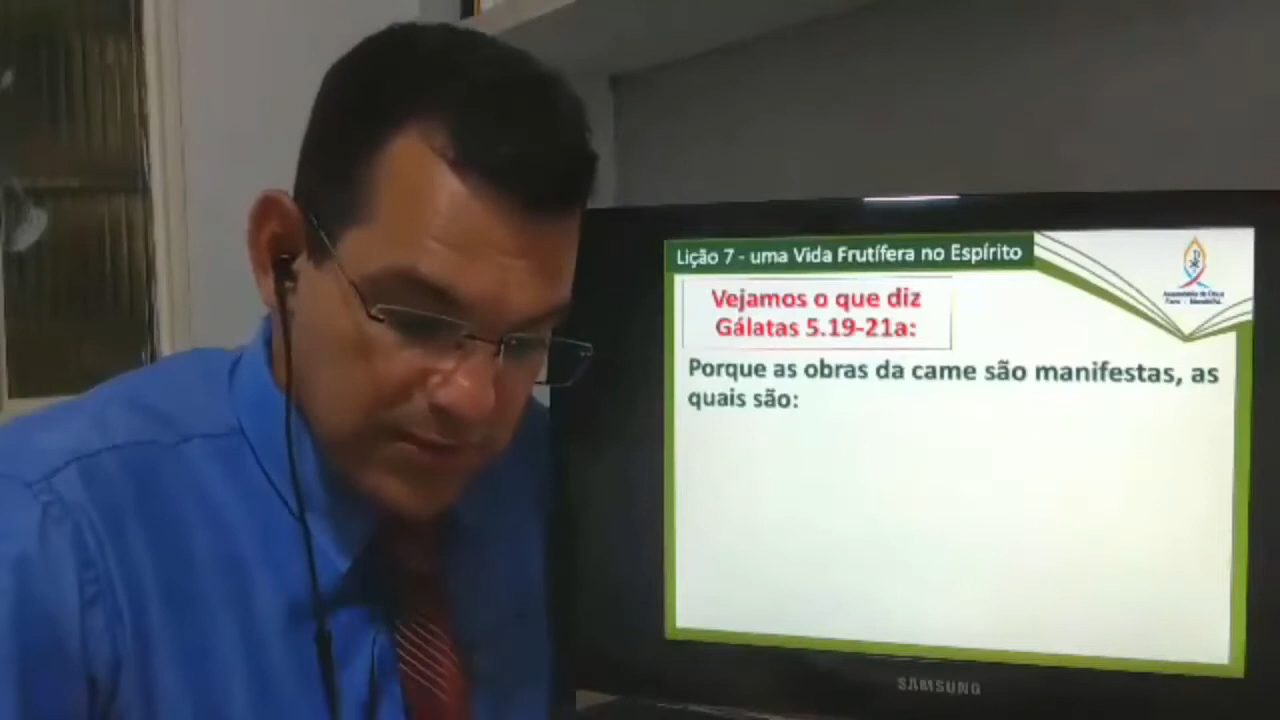 Lição 7 - uma Vida Frutífera no Espírito
Vejamos o que diz
Gálatas 5.19-21a:
Porque as obras da came são manifestas, as
quais são:
SAMSUNG